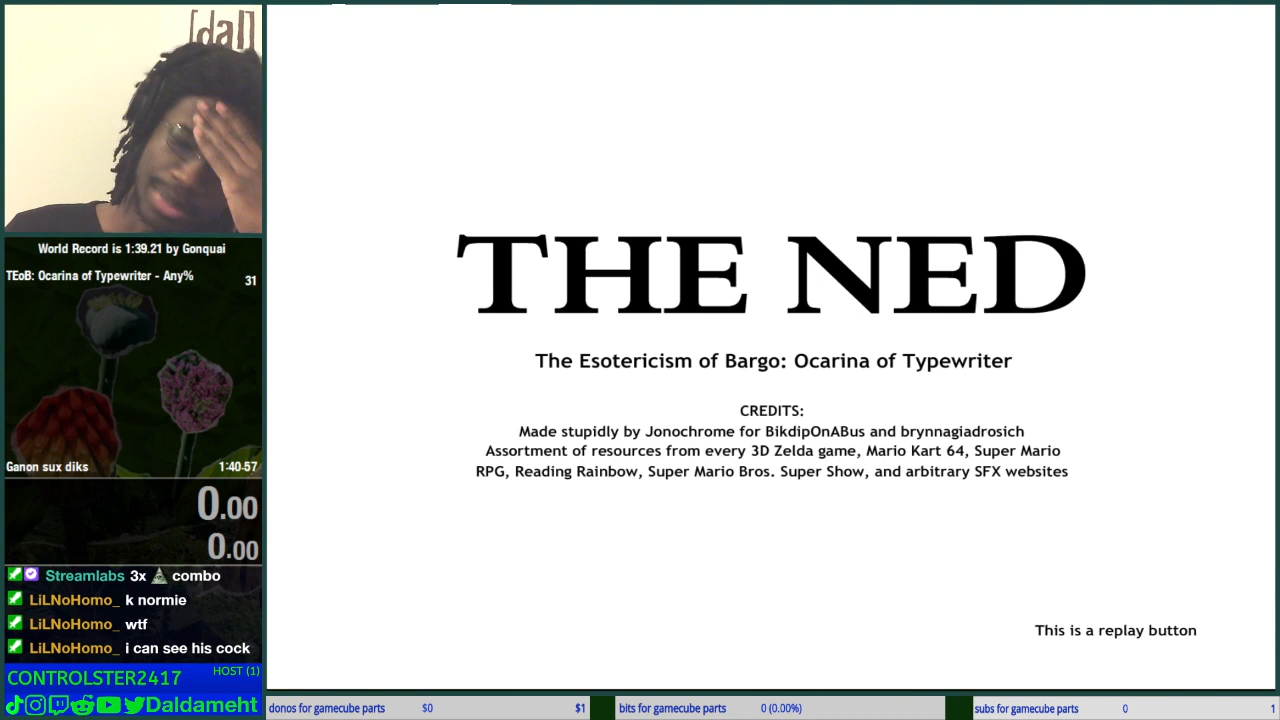 [dal]
World Record is 1:39.21 by Gonquai
TEoB: Ocarina of Typewriter - Any%
31
Ganon sux diks 1:40-57
0.00
0.00
Streamlabs 3x combo
LiLNoHomo_ k normie
LiLNoHomo_ wtf
LiLNoHomo_ i can see his cock
CONTROLSTER2417 HOST (1)
Daldameht
THE NED
The Esotericism of Bargo: Ocarina of Typewriter
CREDITS:
Made stupidly by Jonochrome for BikdipOnABus and brynnagiadrosich
Assortment of resources from every 3D Zelda game, Mario Kart 64, Super Mario
RPG, Reading Rainbow, Super Mario Bros. Super Show, and arbitrary SFX websites
This is a replay button
donos for gamecube parts $0 $1
bits for gamecube parts 0 (0.00%)
subs for gamecube parts 0 1